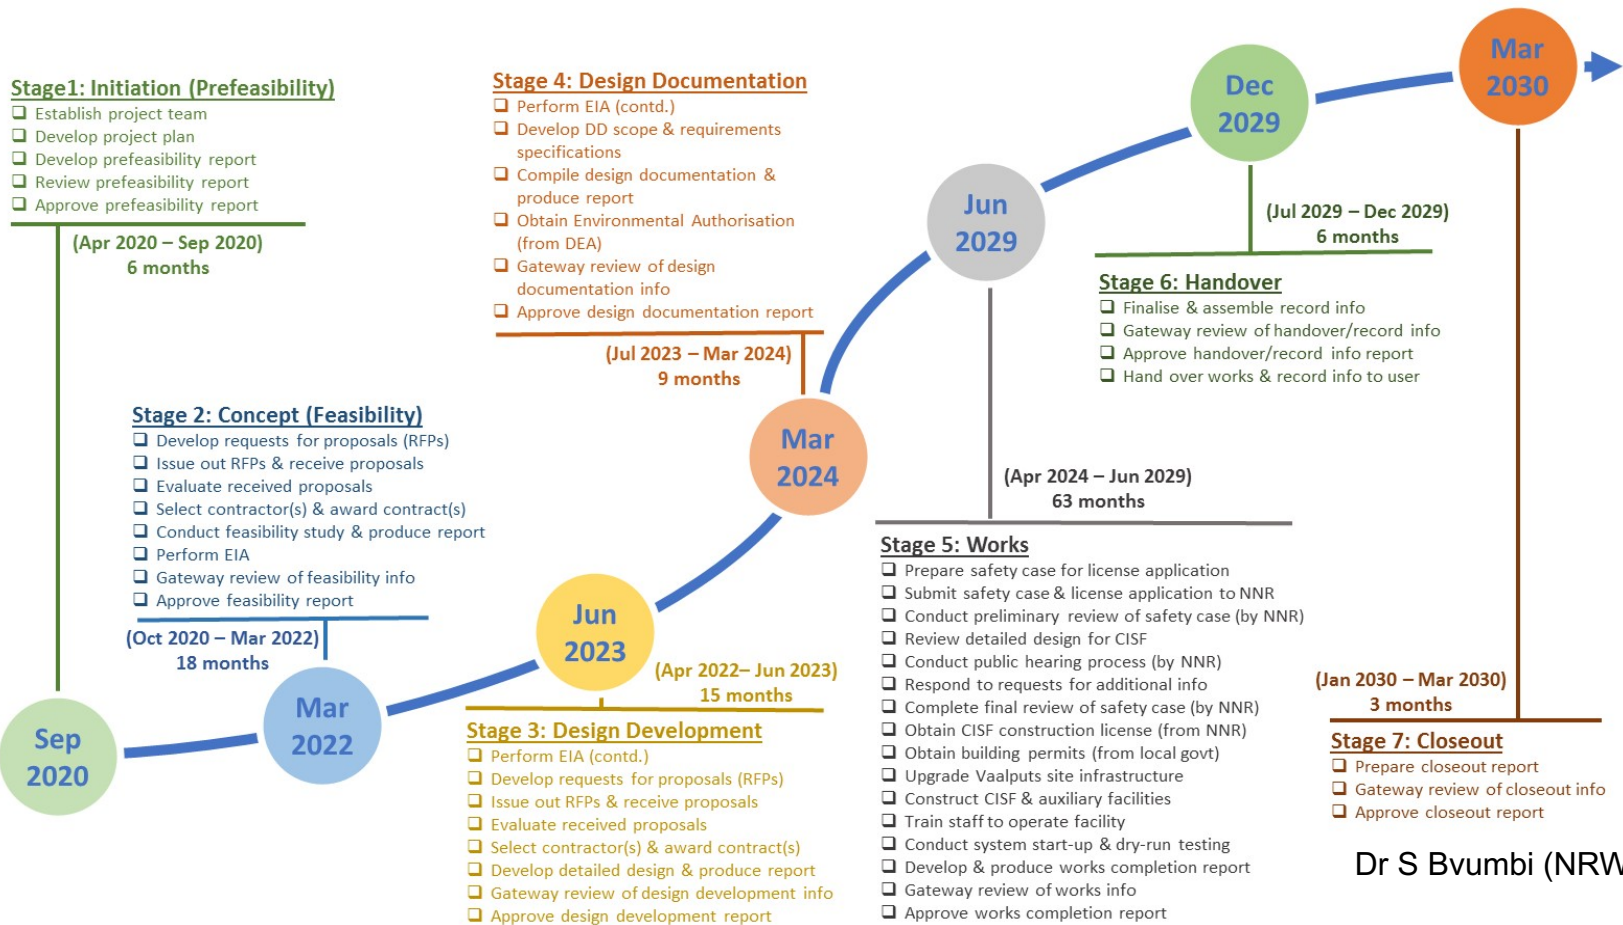 Stage1: Initiation (Prefeasibility)
❑ Establish project team
❑ Develop project plan
❑ Develop prefeasibility report
❑ Review prefeasibility report
❑ Approve prefeasibility report
(Apr 2020 – Sep 2020)
6 months
Sep
2020
Stage 2: Concept (Feasibility)
❑ Develop requests for proposals (RFPs)
❑ Issue out RFPs & receive proposals
❑ Evaluate received proposals
❑ Select contractor(s) & award contract(s)
❑ Conduct feasibility study & produce report
❑ Perform EIA
❑ Gateway review of feasibility info
❑ Approve feasibility report
(Oct 2020 – Mar 2022)
18 months
Mar
2022
Jun
2023
(Apr 2022– Jun 2023)
15 months
Stage 3: Design Development
❑ Perform EIA (contd.)
❑ Develop requests for proposals (RFPs)
❑ Issue out RFPs & receive proposals
❑ Evaluate received proposals
❑ Select contractor(s) & award contract(s)
❑ Develop detailed design & produce report
❑ Gateway review of design development info
❑ Approve design development report
Stage 4: Design Documentation
❑ Perform EIA (contd.)
❑ Develop DD scope & requirements
specifications
❑ Compile design documentation &
produce report
❑ Obtain Environmental Authorisation
(from DEA)
❑ Gateway review of design
documentation info
❑ Approve design documentation report
(Jul 2023 – Mar 2024)
9 months
Mar
2024
Jun
2029
(Apr 2024 – Jun 2029)
63 months
Stage 5: Works
❑ Prepare safety case for license application
❑ Submit safety case & license application to NNR
❑ Conduct preliminary review of safety case (by NNR)
❑ Review detailed design for CISF
❑ Conduct public hearing process (by NNR)
❑ Respond to requests for additional info
❑ Complete final review of safety case (by NNR)
❑ Obtain CISF construction license (from NNR)
❑ Obtain building permits (from local govt)
❑ Upgrade Vaalputs site infrastructure
❑ Construct CISF & auxiliary facilities
❑ Train staff to operate facility
❑ Conduct system start-up & dry-run testing
❑ Develop & produce works completion report
❑ Gateway review of works info
❑ Approve works completion report
Dec
2029
(Jul 2029 – Dec 2029)
6 months
Stage 6: Handover
❑ Finalise & assemble record info
❑ Gateway review of handover/record info
❑ Approve handover/record info report
❑ Hand over works & record info to user
Mar
2030
(Jan 2030 – Mar 2030)
3 months
Stage 7: Closeout
❑ Prepare closeout report
❑ Gateway review of closeout info
❑ Approve closeout report
Dr S Bvumbi (NRW